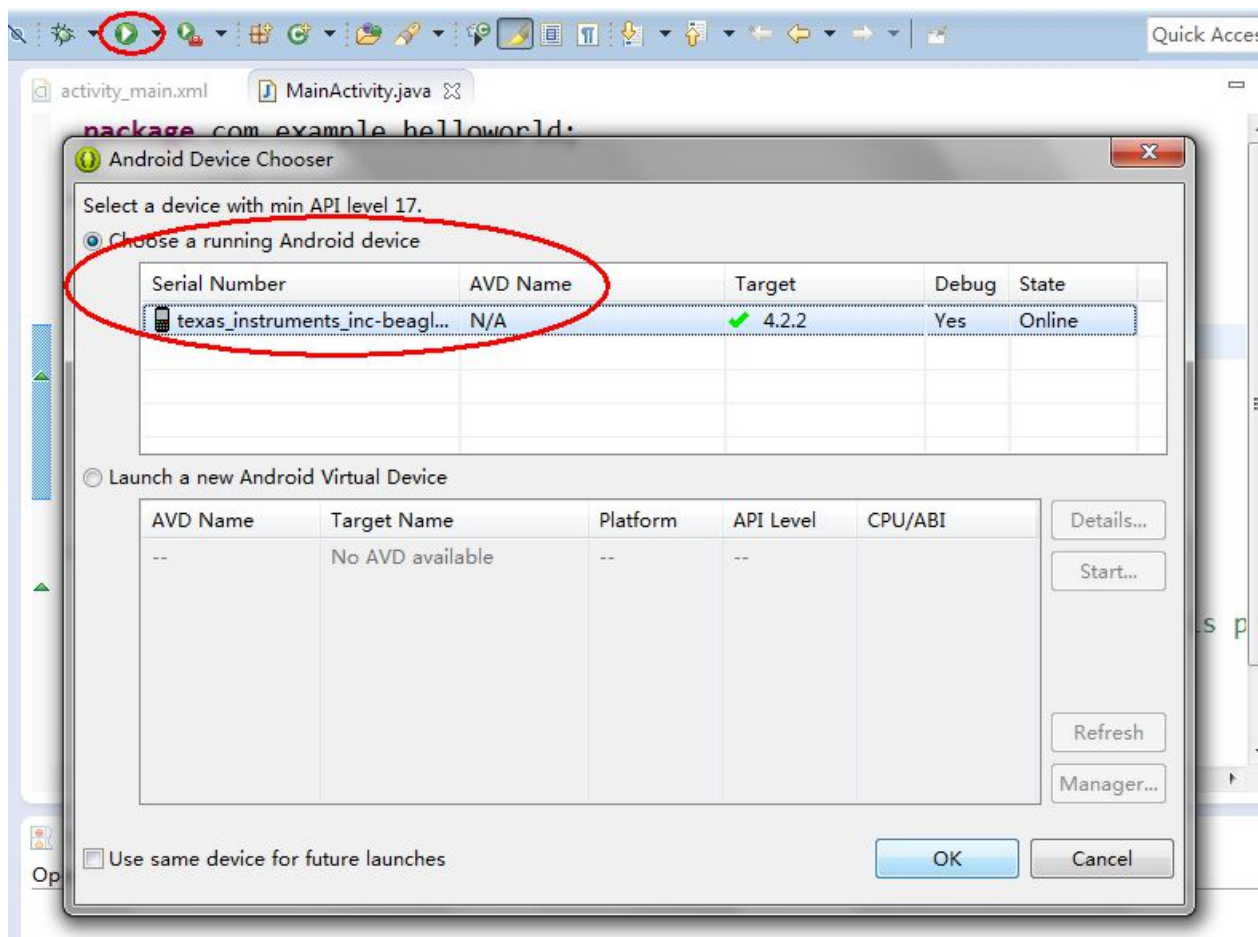 Quick Acces
activity_main.xml MainActivity.java
package com.example.helloworld;
Android Device Chooser
Select a device with min API level 17.
Choose a running Android device
Serial Number AVD Name Target Debug State
texas_instruments_inc-beagl... N/A 4.2.2 Yes Online
Launch a new Android Virtual Device
AVD Name Target Name Platform API Level CPU/ABI Details...
-- No AVD available -- --
Start...
s p
Refresh
Manager...
Use same device for future launches OK Cancel
Op